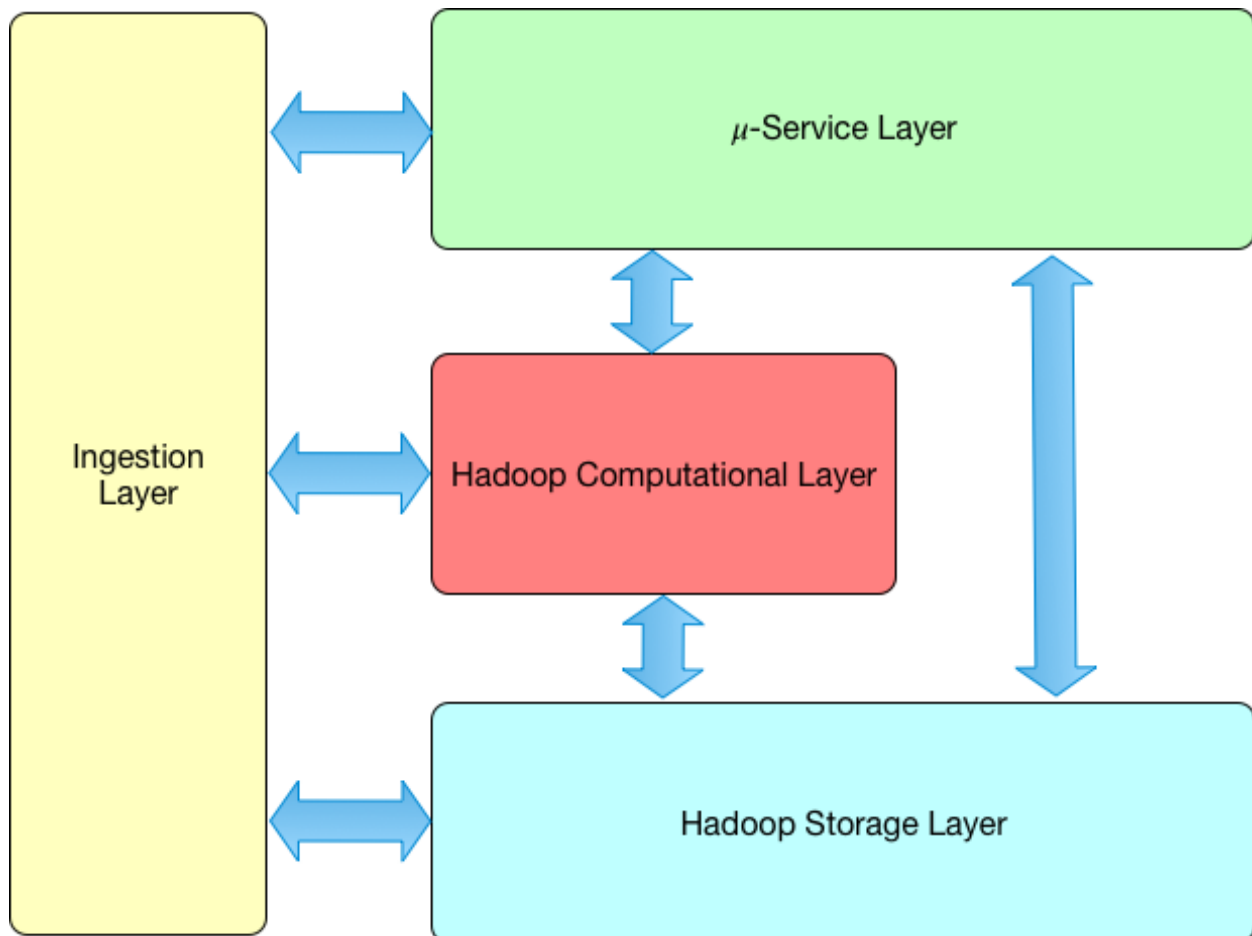 μ-Service Layer
Ingestion
Layer
Hadoop Computational Layer
Hadoop Storage Layer